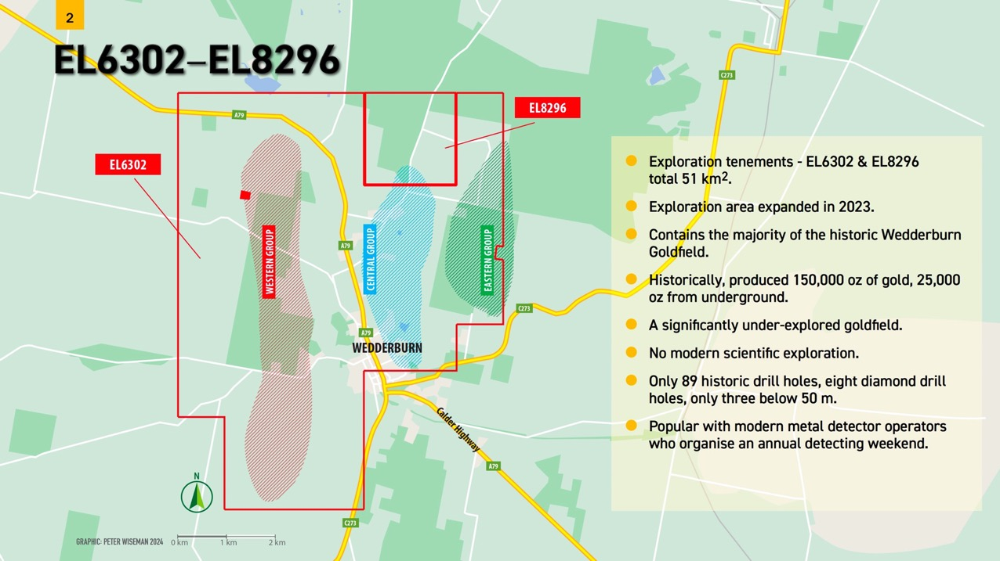 2
EL6302–EL8296
EL8296
A79
EL6302
C273
Exploration tenements - EL6302 & EL8296
total 51 km².
Exploration area expanded in 2023.
Contains the majority of the historic Wedderburn
Goldfield.
Historically, produced 150,000 oz of gold, 25,000
oz from underground.
A significantly under-explored goldfield.
No modern scientific exploration.
Only 89 historic drill holes, eight diamond drill
holes, only three below 50 m.
Popular with modern metal detector operators
who organise an annual detecting weekend.
WESTERN GROUP
A79
CENTRAL GROUP
EASTERN GROUP
C273
A79
WEDDERBURN
Calder Highway
A79
N
C273
GRAPHIC: PETER WISEMAN 2024
0 km 1 km 2 km